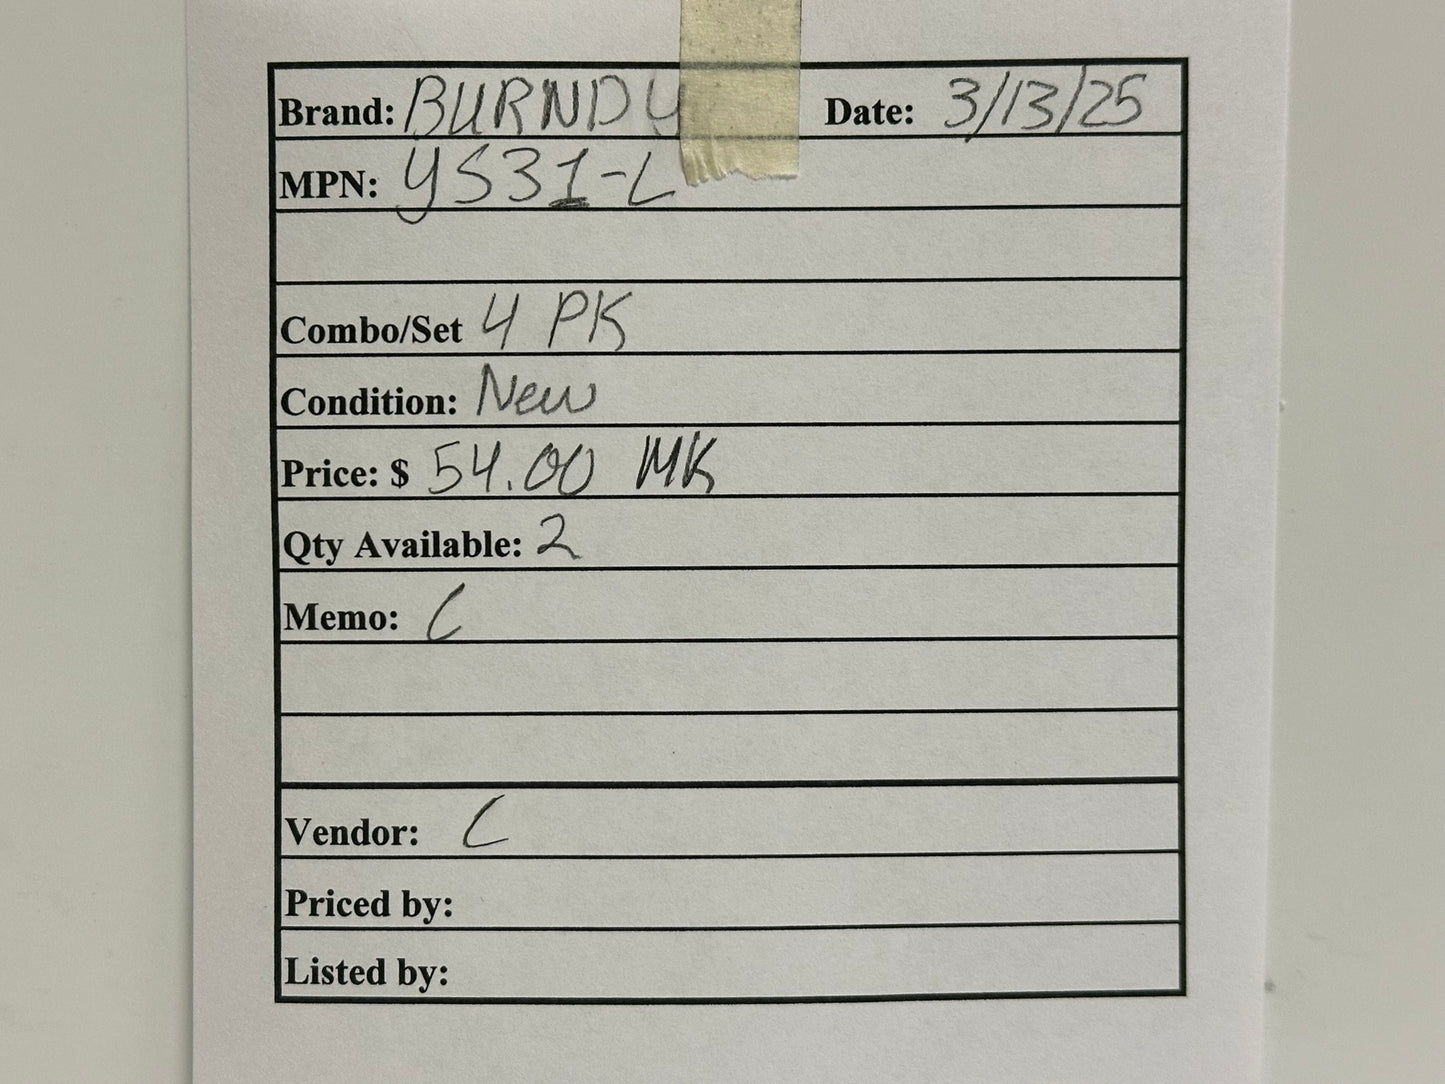 Brand: BURNDY Date: 3/13/25
MPN: YS31-L
Combo/Set 4 PK
Condition: New
Price: $ 54.00 MK
Qty Available: 2
Memo: C
Vendor: C
Priced by:
Listed by: